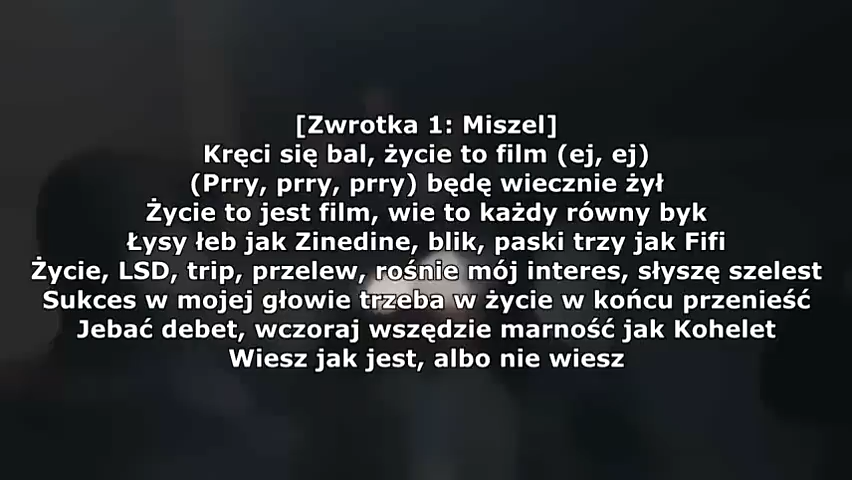 [Zwrotka 1: Miszel]
Kręci się bal, życie to film (ej, ej)
(Prry, prry, prry) będę wiecznie żył
Życie to jest film, wie to każdy równy byk
Łysy łeb jak Zinedine, blik, paski trzy jak Fifi
Życie, LSD, trip, przelew, rośnie mój interes, słyszę szelest
Sukces w mojej głowie trzeba w życie w końcu przenieść
Jebać debet, wczoraj wszędzie marność jak Kohelet
Wiesz jak jest, albo nie wiesz